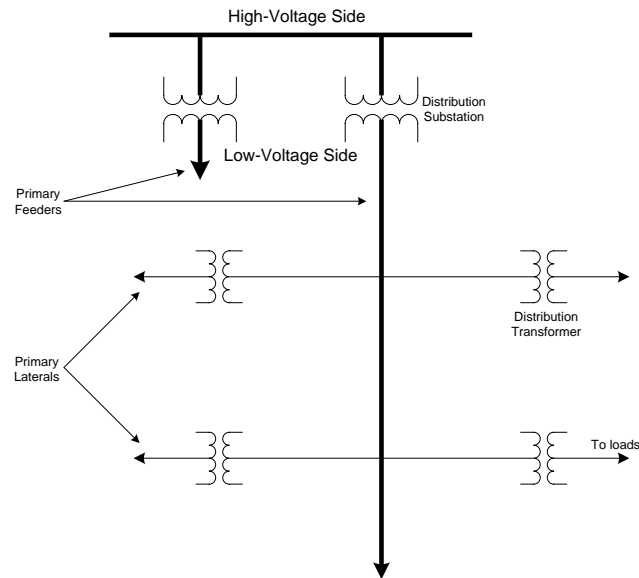 High-Voltage Side
Distribution
Substation
Low-Voltage Side
Primary
Feeders
Distribution
Transformer
Primary
Laterals
To loads